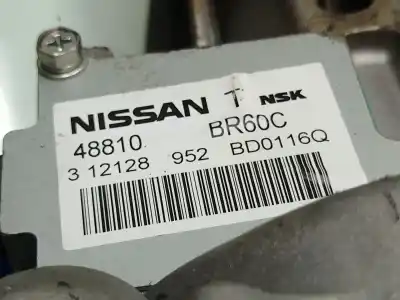 NISSAN T NSK
48810 BR60C
3 12128 952 BD0116Q